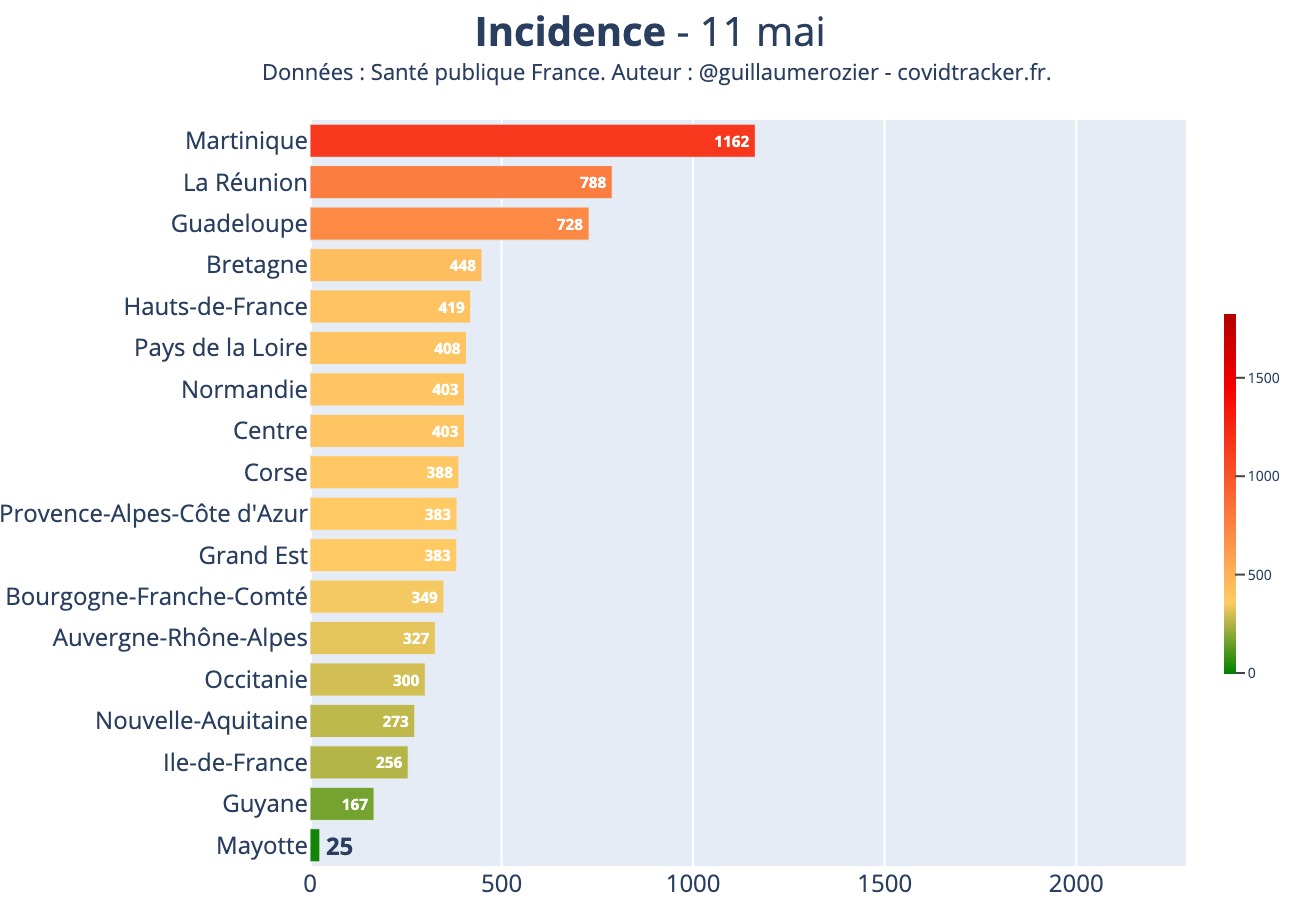 Incidence - 11 mai
Données : Santé publique France. Auteur : @guillaumerozier - covidtracker.fr.
Martinique 1162
La Réunion 788
Guadeloupe 728
Bretagne 448
Hauts-de-France 419
Pays de la Loire 408
Normandie 403
Centre 403
Corse 388
Provence-Alpes-Côte d'Azur 383
Grand Est 383
Bourgogne-Franche-Comté 349
Auvergne-Rhône-Alpes 327
Occitanie 300
Nouvelle-Aquitaine 273
Ile-de-France 256
Guyane 167
Mayotte 25
0 500 1000 1500 2000
1500
1000
500
0